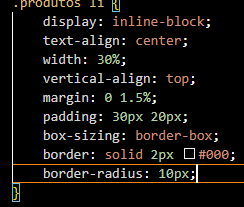 .produtos li {
display: inline-block;
text-align: center;
width: 30%;
vertical-align: top;
margin: 0 1.5%;
padding: 30px 20px;
box-sizing: border-box;
border: solid 2px #000;
border-radius: 10px;
}